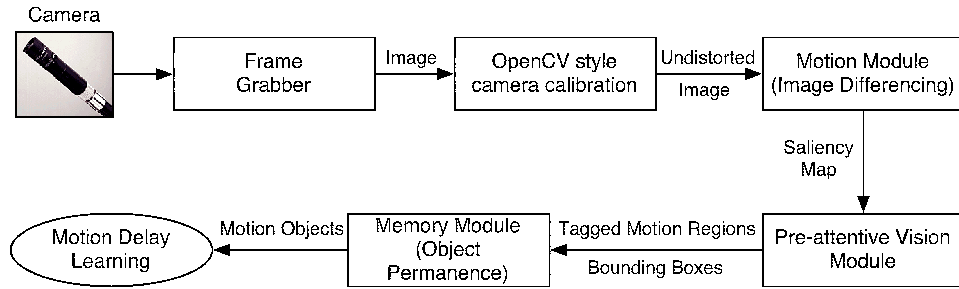 Camera
Frame
Grabber
Image
OpenCV style
camera calibration
Undistorted
Image
Motion Module
(Image Differencing)
Saliency
Map
Pre-attentive Vision
Module
Tagged Motion Regions
Bounding Boxes
Memory Module
(Object
Permanence)
Motion Objects
Motion Delay
Learning